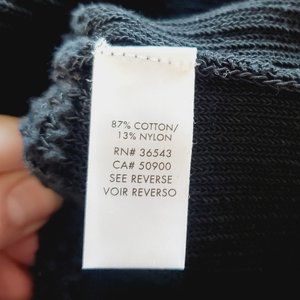 87% COTTON/
13% NYLON
RN# 36543
CA# 50900
SEE REVERSE
VOIR REVERSO